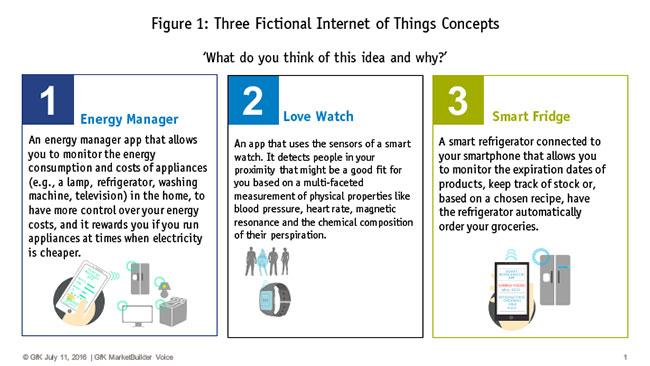 Figure 1: Three Fictional Internet of Things Concepts
‘What do you think of this idea and why?’
1
Energy Manager
An energy manager app that allows
you to monitor the energy
consumption and costs of appliances
(e.g., a lamp, refrigerator, washing
machine, television) in the home, to
have more control over your energy
costs, and it rewards you if you run
appliances at times when electricity
is cheaper.
2
Love Watch
An app that uses the sensors of a smart
watch. It detects people in your
proximity that might be a good fit for
you based on a multi-faceted
measurement of physical properties like
blood pressure, heart rate, magnetic
resonance and the chemical composition
of their perspiration.
3
Smart Fridge
A smart refrigerator connected to
your smartphone that allows you
to monitor the expiration dates of
products, keep track of stock or,
based on a chosen recipe, have
the refrigerator automatically
order your groceries.
© GfK July 11, 2016 | GfK MarketBuilder Voice
1